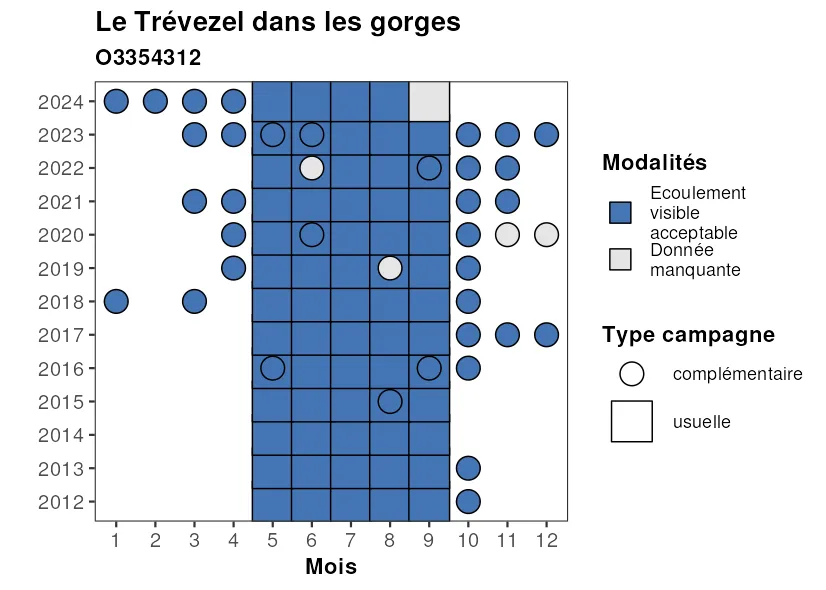 Le Trévezel dans les gorges
O3354312
2024
2023
2022
2021
2020
2019
2018
2017
2016
2015
2014
2013
2012
1 2 3 4 5 6 7 8 9 10 11 12
Mois
Modalités
Ecoulement
visible
acceptable
Donnée
manquante
Type campagne
complémentaire
usuelle